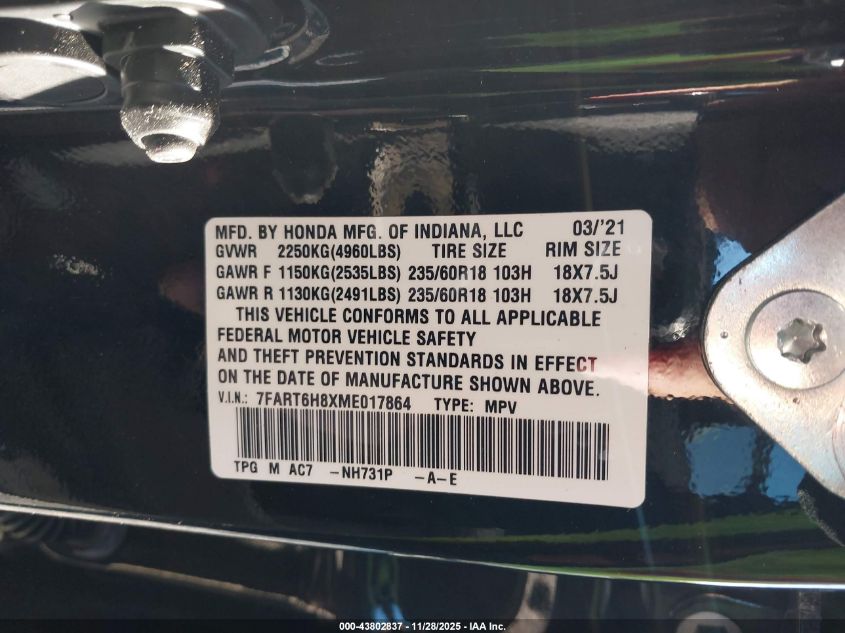 MFD. BY HONDA MFG. OF INDIANA, LLC 03/'21
GVWR 2250KG(4960LBS) TIRE SIZE RIM SIZE
GAWR F 1150KG(2535LBS) 235/60R18 103H 18X7.5J
GAWR R 1130KG(2491LBS) 235/60R18 103H 18X7.5J
THIS VEHICLE CONFORMS TO ALL APPLICABLE
FEDERAL MOTOR VEHICLE SAFETY
AND THEFT PREVENTION STANDARDS IN EFFECT
ON THE DATE OF MANUFACTURE SHOWN ABOVE.
V.I.N.: 7FART6H8XME017864 TYPE: MPV
TPG M AC7 -NH731P -A-E
000-43802837 - 11/28/2025 - IAA Inc.